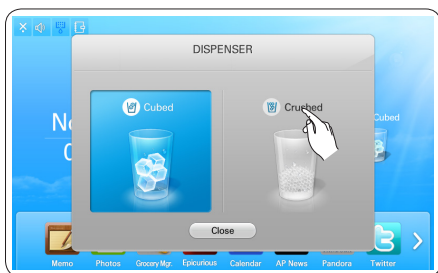 DISPENSER
Cubed
Crushed
Cubed
Close
Memo Photos Grocery Mgr. Epicurious Calendar AP News Pandora Twitter